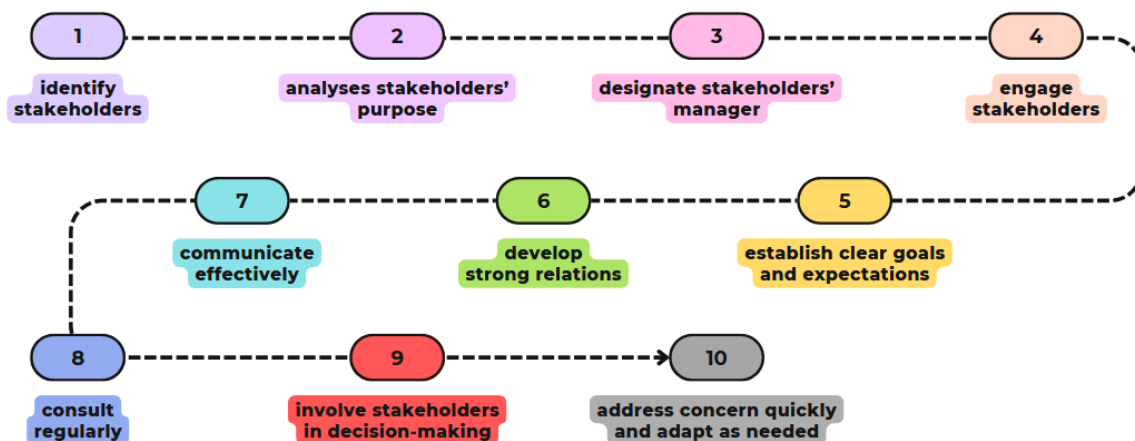 1
identify
stakeholders
2
analyses stakeholders’
purpose
3
designate stakeholders’
manager
4
engage
stakeholders
5
establish clear goals
and expectations
6
develop
strong relations
7
communicate
effectively
8
consult
regularly
9
involve stakeholders
in decision-making
10
address concern quickly
and adapt as needed